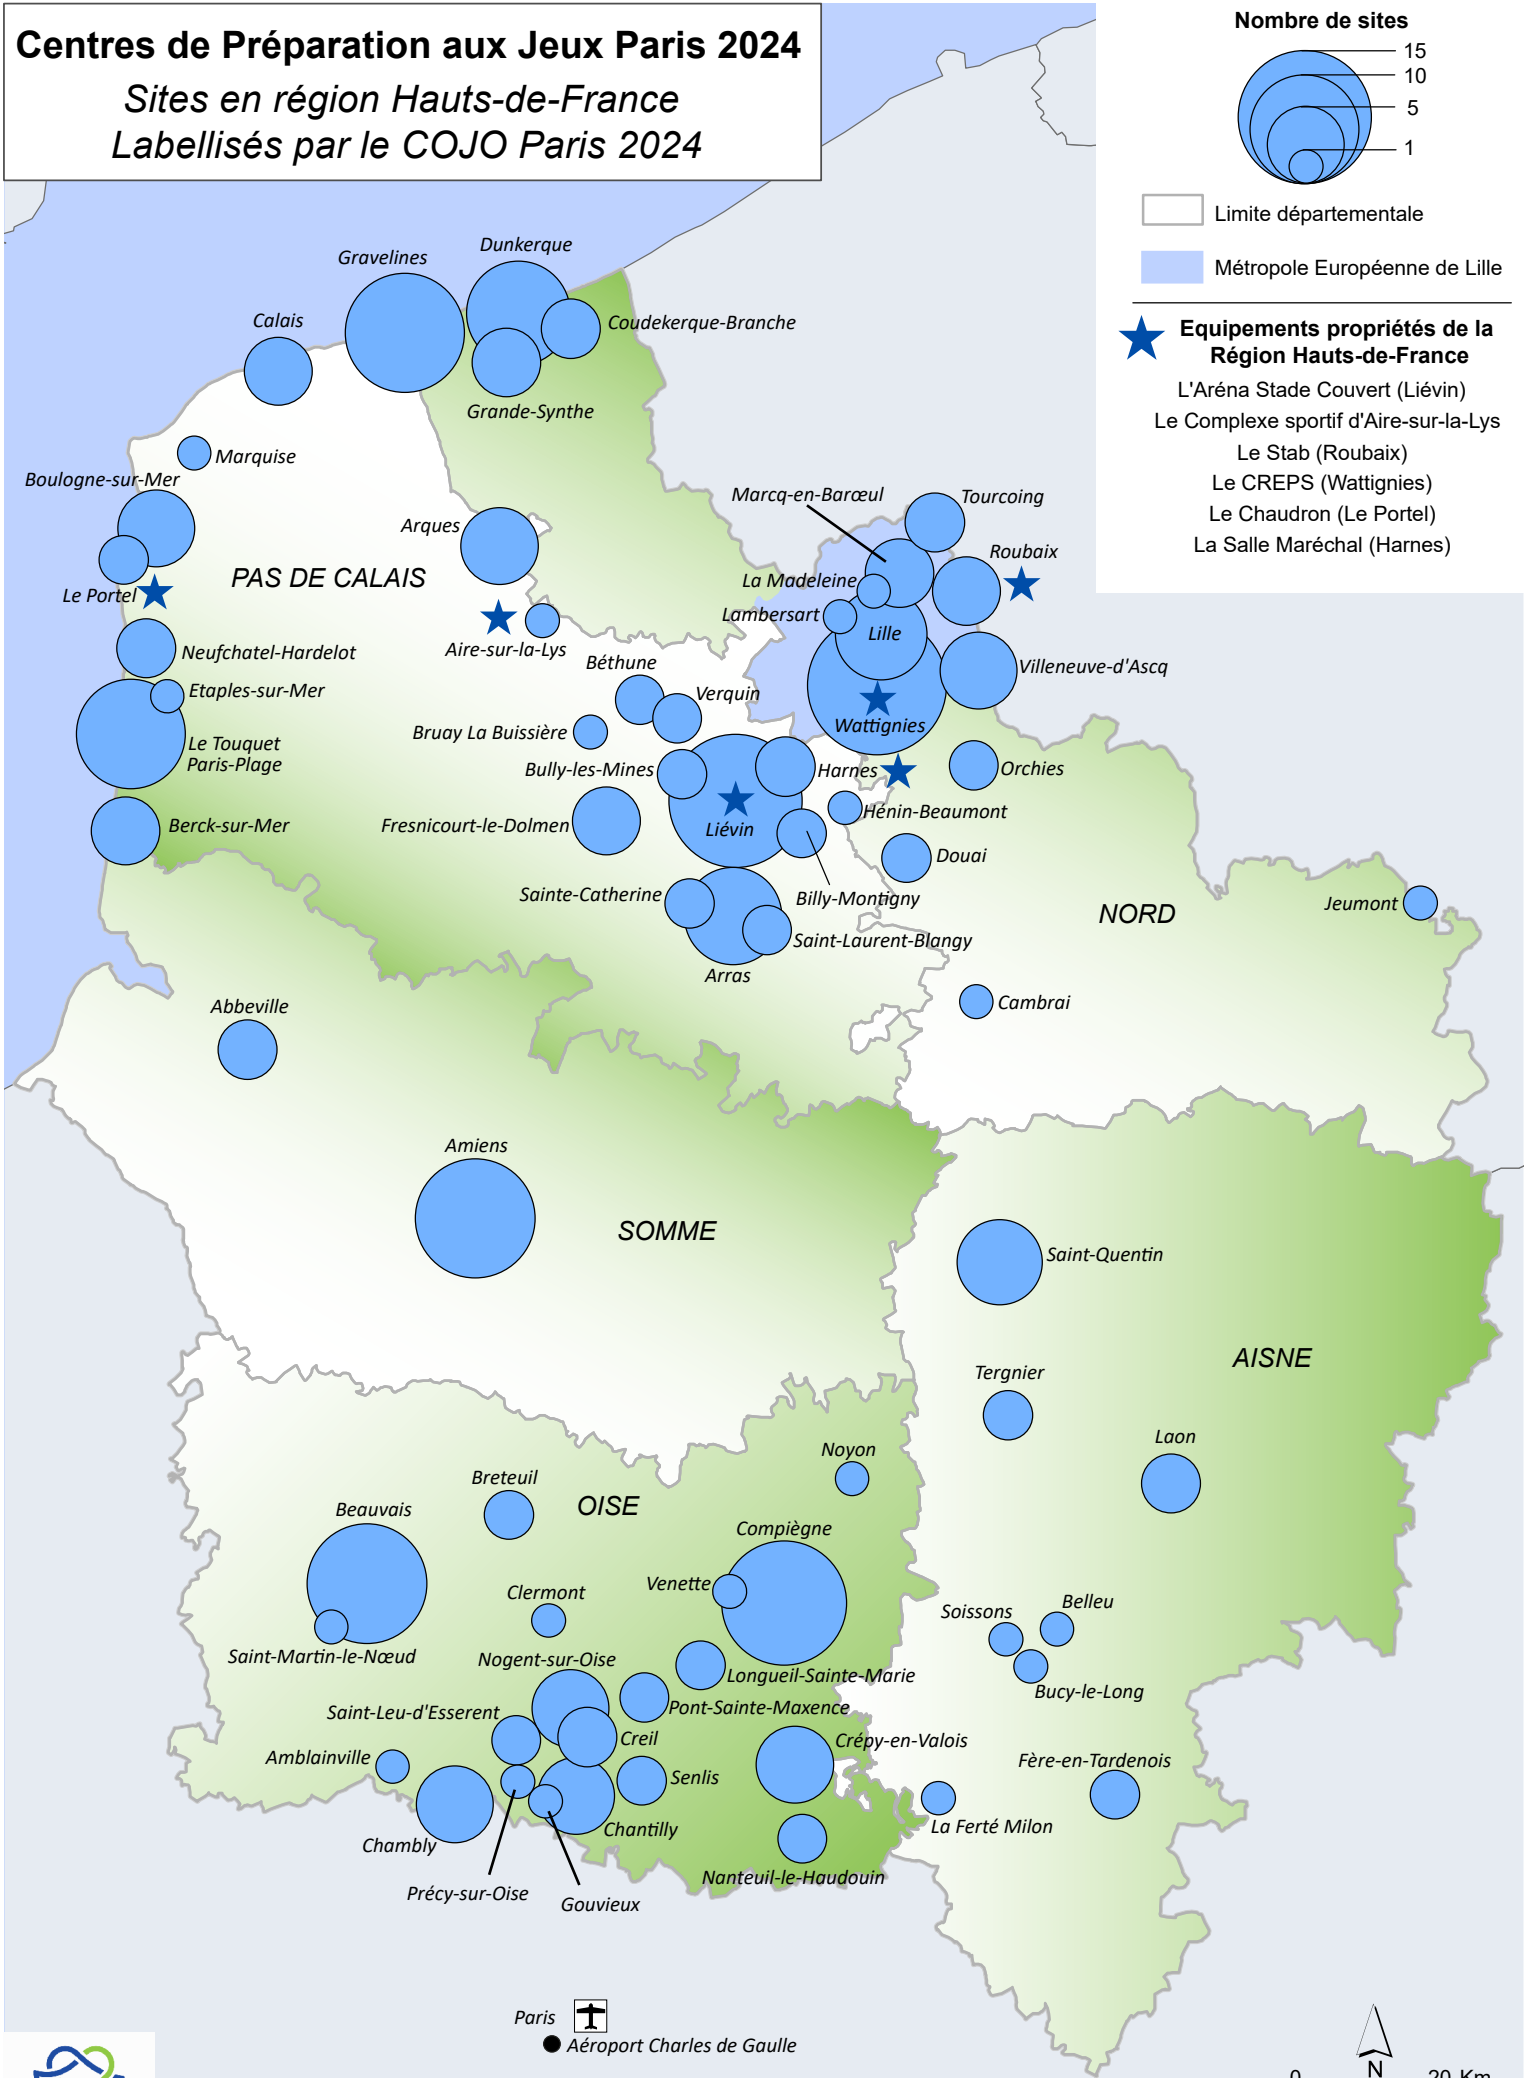 Centres de Préparation aux Jeux Paris 2024
Sites en région Hauts-de-France
Labellisés par le COJO Paris 2024
Nombre de sites
15
10
5
1
Limite départementale
Métropole Européenne de Lille
Equipements propriétés de la
Région Hauts-de-France
L'Aréna Stade Couvert (Liévin)
Le Complexe sportif d'Aire-sur-la-Lys
Le Stab (Roubaix)
Le CREPS (Wattignies)
Le Chaudron (Le Portel)
La Salle Maréchal (Harnes)
Dunkerque
Gravelines
Calais
Coudekerque-Branche
Grande-Synthe
Marquise
Boulogne-sur-Mer
Marcq-en-Barœul
Tourcoing
Arques
Roubaix
PAS DE CALAIS
La Madeleine
Le Portel
Lambersart
Lille
Aire-sur-la-Lys
Neufchatel-Hardelot
Béthune
Villeneuve-d'Ascq
Etaples-sur-Mer
Verquin
Wattignies
Bruay La Buissière
Le Touquet
Paris-Plage
Bully-les-Mines
Harnes
Orchies
Hénin-Beaumont
Berck-sur-Mer
Fresnicourt-le-Dolmen
Liévin
Douai
Sainte-Catherine
Billy-Montigny
Jeumont
NORD
Saint-Laurent-Blangy
Arras
Abbeville
Cambrai
Amiens
SOMME
Saint-Quentin
AISNE
Tergnier
Laon
Noyon
Breteuil
OISE
Beauvais
Compiègne
Venette
Clermont
Belleu
Soissons
Saint-Martin-le-Nœud
Nogent-sur-Oise
Longueil-Sainte-Marie
Bucy-le-Long
Pont-Sainte-Maxence
Saint-Leu-d'Esserent
Creil
Crépy-en-Valois
Amblainville
Fère-en-Tardenois
Senlis
La Ferté Milon
Chantilly
Chambly
Nanteuil-le-Haudouin
Précy-sur-Oise
Gouvieux
Paris
Aéroport Charles de Gaulle
N
0
20 Km